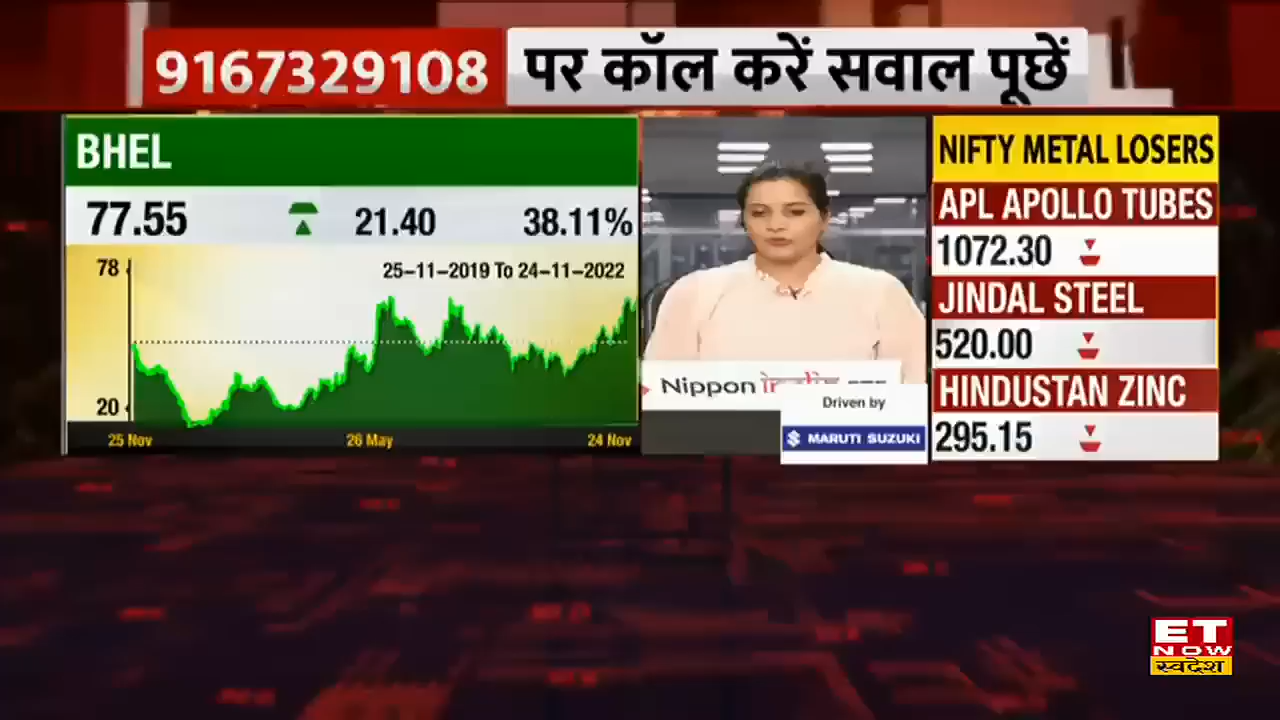 9167329108 पर कॉल करें सवाल पूछें
BHEL
77.55 21.40 38.11%
25-11-2019 To 24-11-2022
78
20
25 Nov 26 May 24 Nov
Nippon
Driven by
MARUTI SUZUKI
NIFTY METAL LOSERS
APL APOLLO TUBES
1072.30
JINDAL STEEL
520.00
HINDUSTAN ZINC
295.15
ET
NOW
स्वदेश